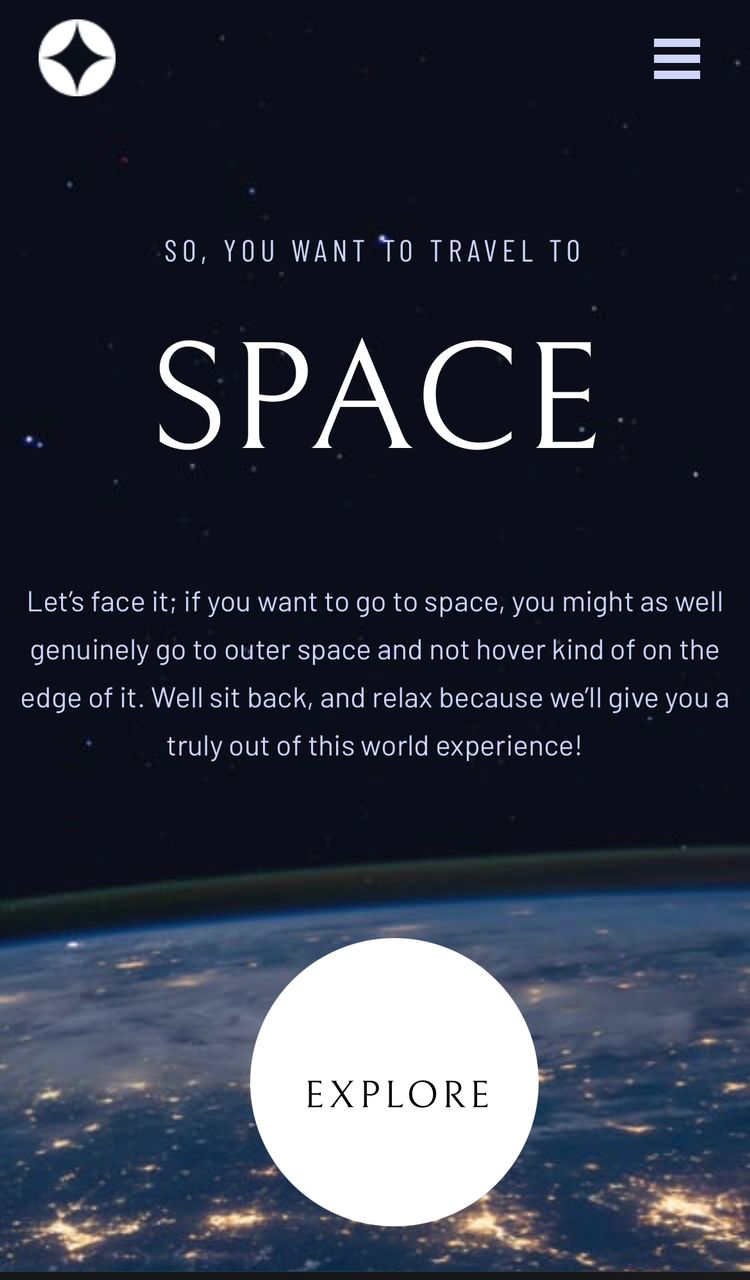 SO, YOU WANT TO TRAVEL TO
SPACE
Let’s face it; if you want to go to space, you might as well
genuinely go to outer space and not hover kind of on the
edge of it. Well sit back, and relax because we’ll give you a
truly out of this world experience!
EXPLORE